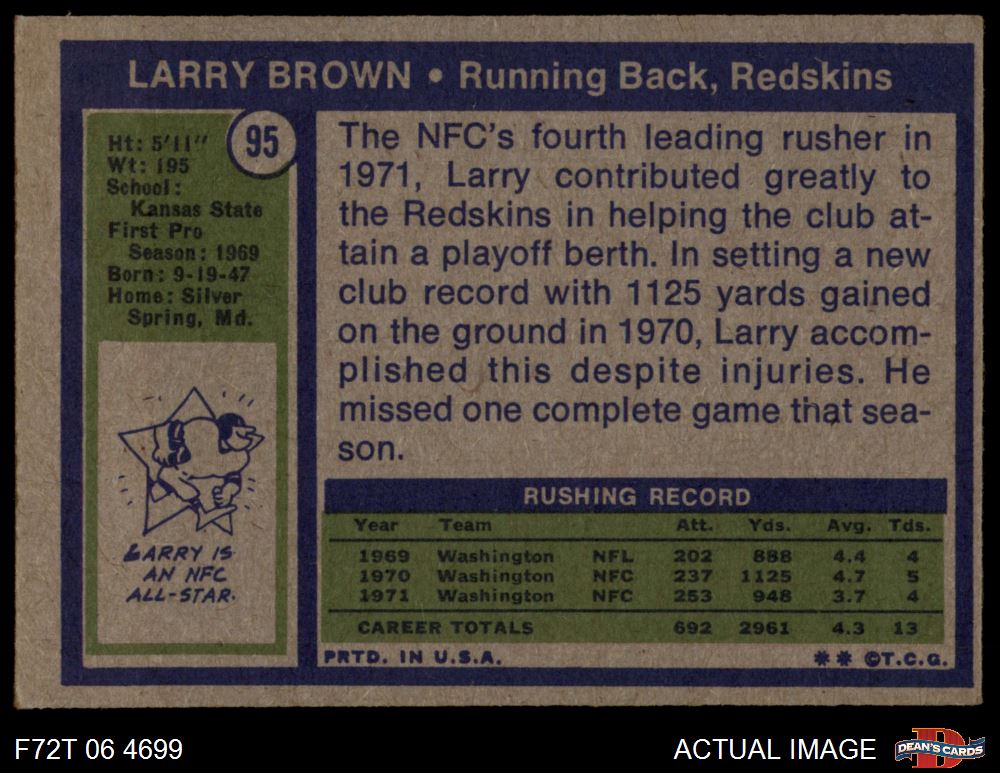 LARRY BROWN • Running Back, Redskins
95
Ht: 5'11"
Wt: 195
School:
Kansas State
First Pro
Season: 1969
Born: 9-19-47
Home: Silver
Spring, Md.
LARRY IS
AN NFC
ALL-STAR.
The NFC's fourth leading rusher in
1971, Larry contributed greatly to
the Redskins in helping the club at-
tain a playoff berth. In setting a new
club record with 1125 yards gained
on the ground in 1970, Larry accom-
plished this despite injuries. He
missed one complete game that sea-
son.
RUSHING RECORD
Year Team Att. Yds. Avg. Tds.
1969 Washington NFL 202 888 4.4 4
1970 Washington NFC 237 1125 4.7 5
1971 Washington NFC 253 948 3.7 4
CAREER TOTALS 692 2961 4.3 13
PRTD. IN U.S.A. ** ©T.C.G.
F72T 06 4699
ACTUAL IMAGE
D
DEAN'S CARDS